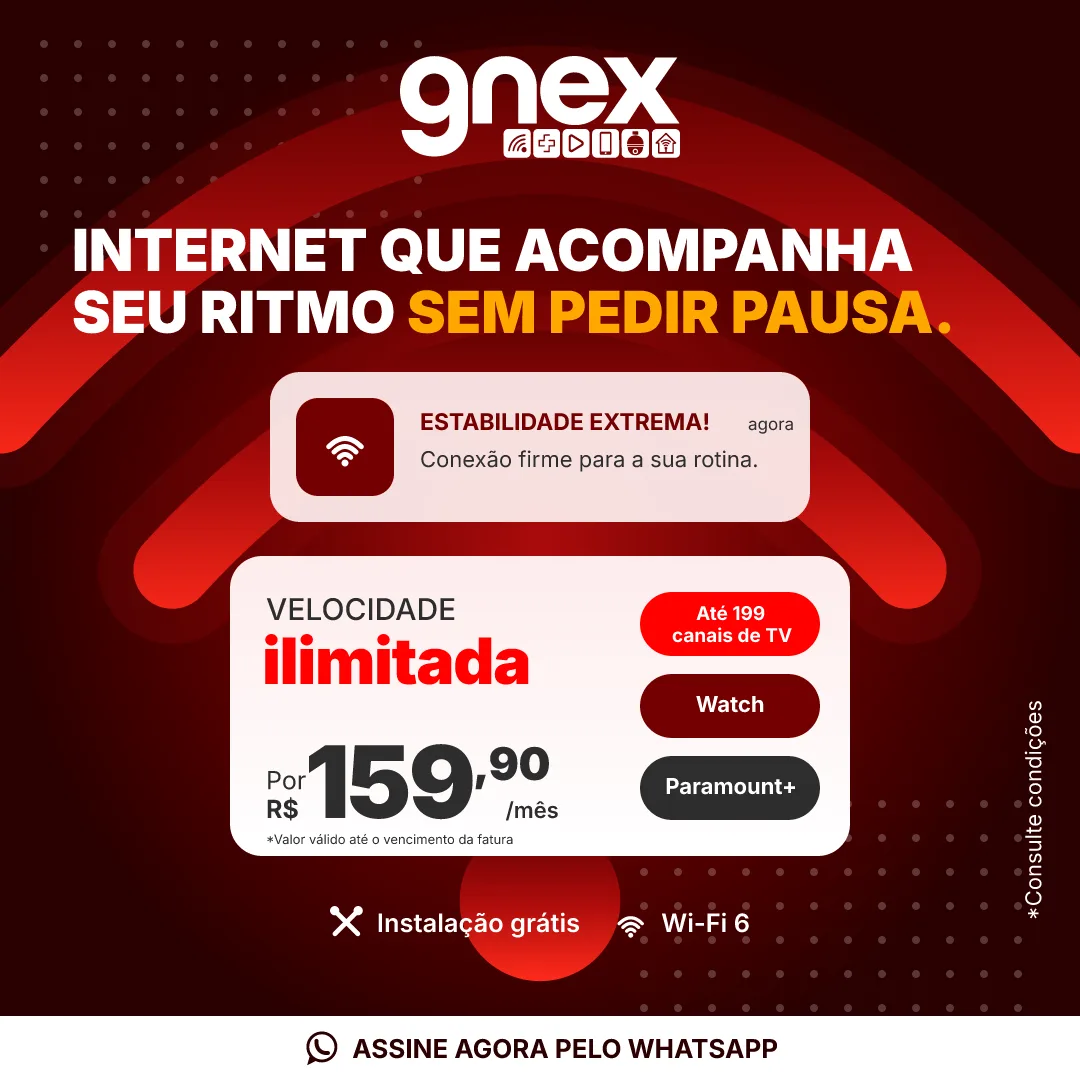 gnex
INTERNET QUE ACOMPANHA
SEU RITMO SEM PEDIR PAUSA.
ESTABILIDADE EXTREMA! agora
Conexão firme para a sua rotina.
VELOCIDADE
ilimitada
Até 199
canais de TV
Watch
Paramount+
Por
R$ 159,90
/mês
*Valor válido até o vencimento da fatura
*Consulte condições
Instalação grátis
Wi-Fi 6
ASSINE AGORA PELO WHATSAPP